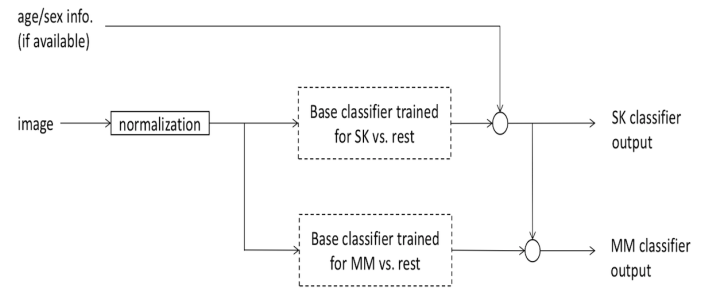 age/sex info.
(if available)
image
normalization
Base classifier trained
for SK vs. rest
SK classifier
output
Base classifier trained
for MM vs. rest
MM classifier
output